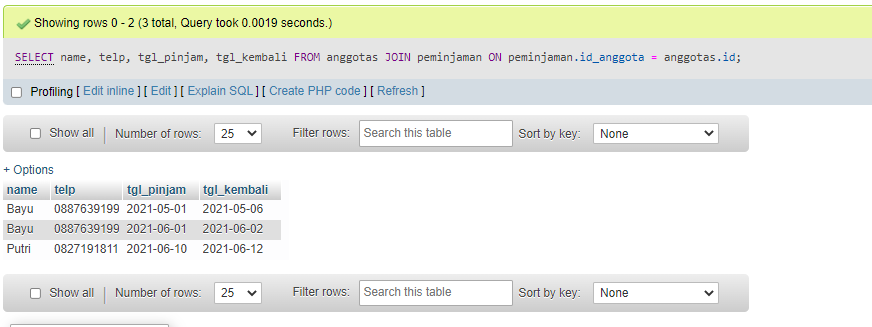 Showing rows 0 - 2 (3 total, Query took 0.0019 seconds.)
SELECT name, telp, tgl_pinjam, tgl_kembali FROM anggotas JOIN peminjaman ON peminjaman.id_anggota = anggotas.id;
Profiling [ Edit inline ] [ Edit ] [ Explain SQL ] [ Create PHP code ] [ Refresh ]
Show all | Number of rows: 25 Filter rows: Search this table Sort by key: None
+ Options
name telp tgl_pinjam tgl_kembali
Bayu 0887639199 2021-05-01 2021-05-06
Bayu 0887639199 2021-06-01 2021-06-02
Putri 0827191811 2021-06-10 2021-06-12
Show all | Number of rows: 25 Filter rows: Search this table Sort by key: None